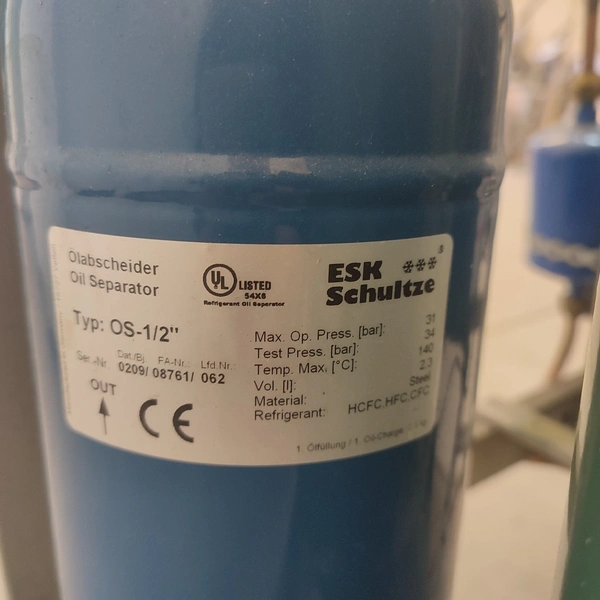 Ölabscheider
Oil Separator
UL LISTED
54X6
Refrigerant Oil Separator
ESK
Schultze
®
Typ: OS-1/2"
Ser.-Nr Dat./Bj. FA-Nr.: Lfd.Nr.:
0209/ 08761/ 062
OUT
CE
Max. Op. Press. [bar]: 31
Test Press. [bar]: 34
Temp. Max. [°C]: 140
Vol. [l]: 2,3
Material: Steel
Refrigerant: HCFC,HFC,CFC
1. Ölfüllung / 1. Oil-Charge